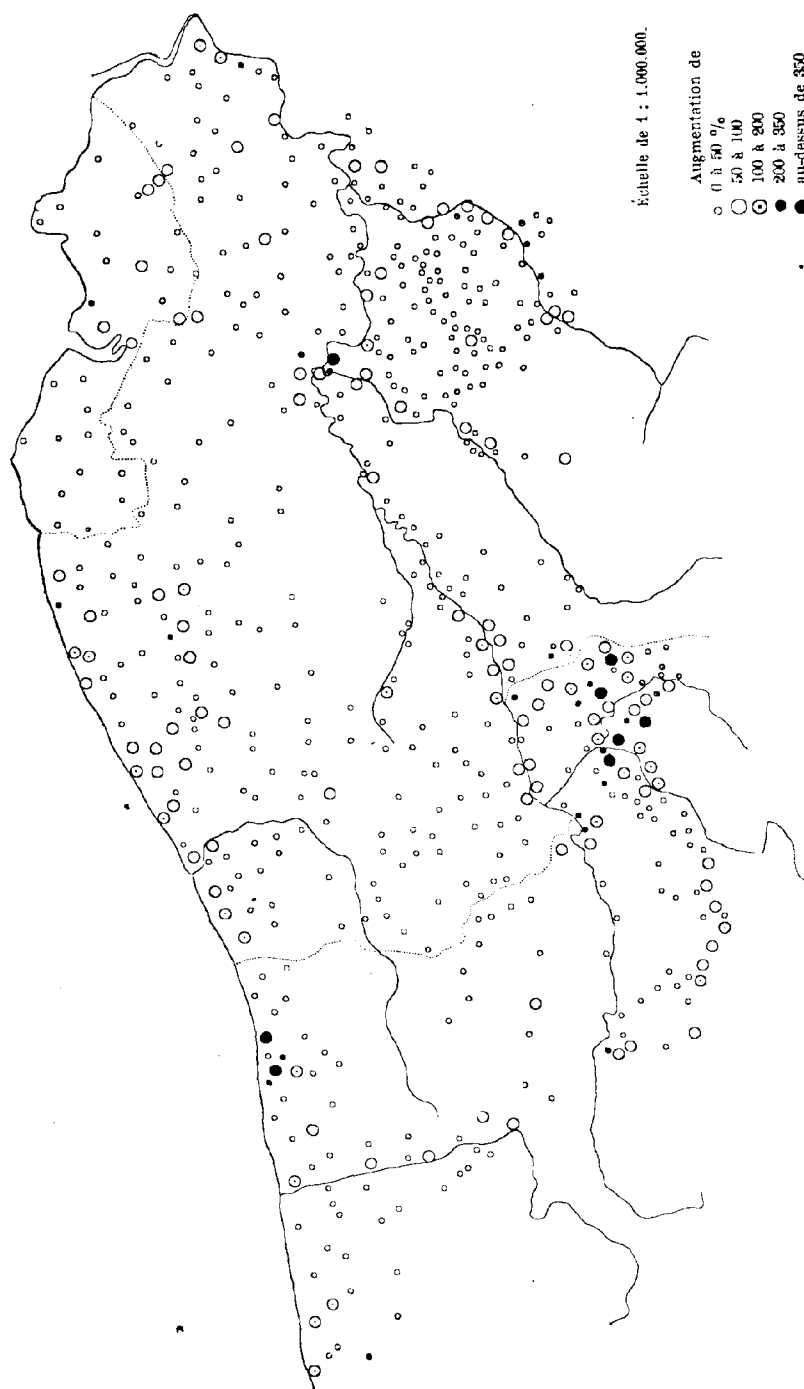 Échelle de 1 : 1.000.000.
Augmentation de
0 à 50 %
50 à 100
100 à 200
200 à 350
au-dessus de 350